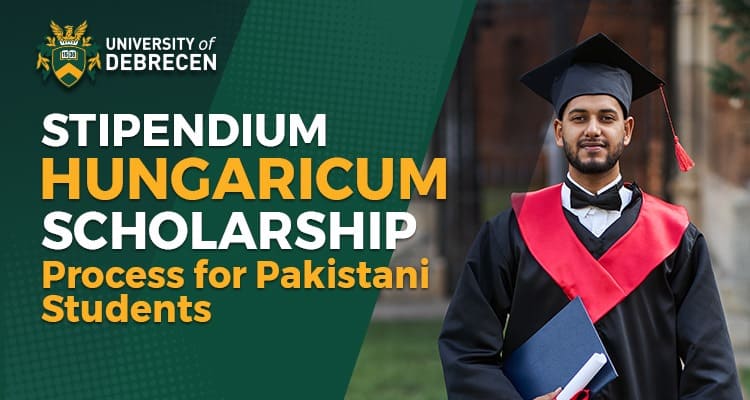 UNIVERSITY of
DEBRECEN
STIPENDIUM
HUNGARICUM
SCHOLARSHIP
Process for Pakistani
Students